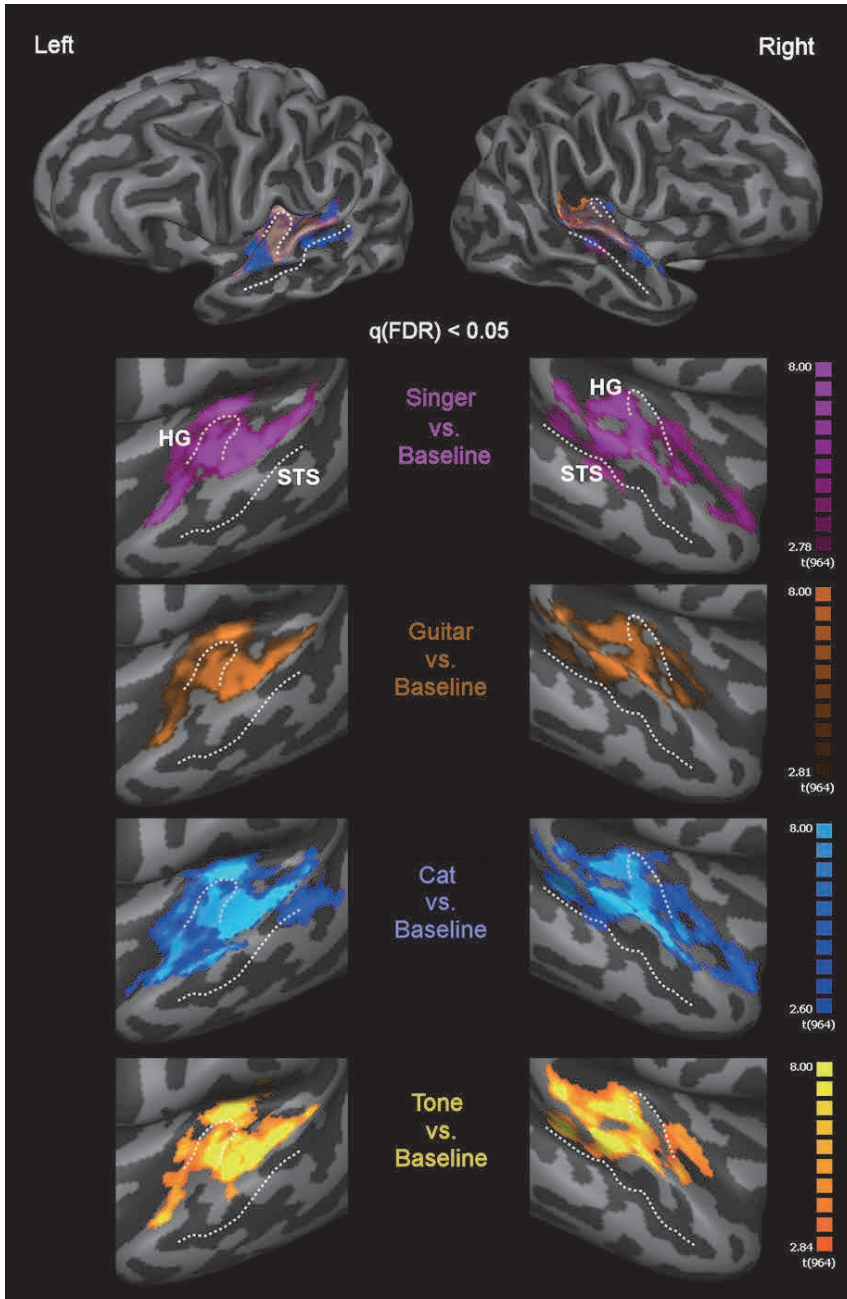 Left
Right
q(FDR) < 0.05
HG
STS
Singer
vs.
Baseline
HG
STS
8.00
2.78
t(964)
Guitar
vs.
Baseline
8.00
2.81
t(964)
Cat
vs.
Baseline
8.00
2.60
t(964)
Tone
vs.
Baseline
8.00
2.84
t(964)